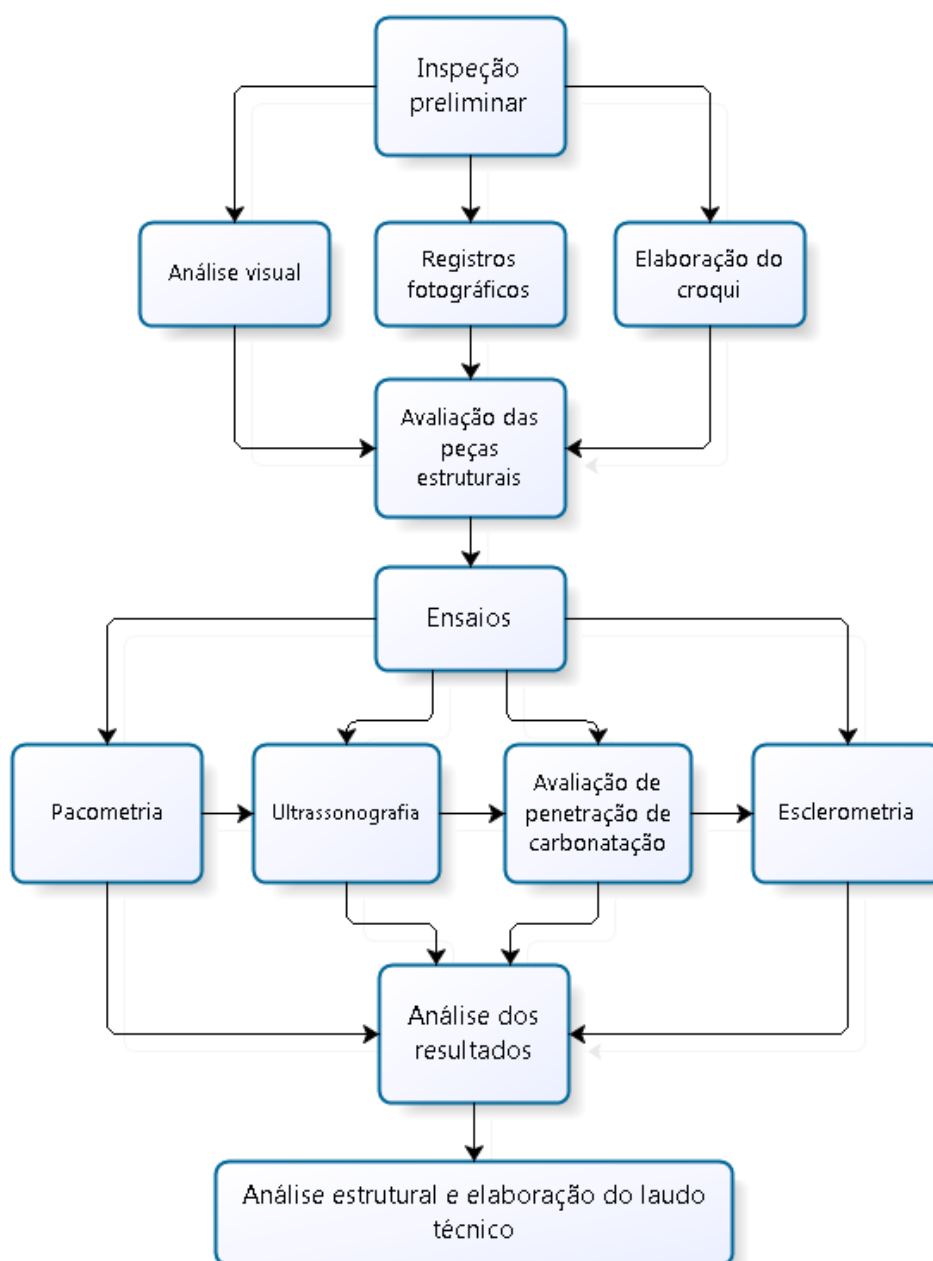 Inspeção
preliminar
Análise visual
Registros
fotográficos
Elaboração do
croqui
Avaliação das
peças
estruturais
Ensaios
Pacometria
Ultrassonografia
Avaliação de
penetração de
carbonatação
Esclerometria
Análise dos
resultados
Análise estrutural e elaboração do laudo
técnico